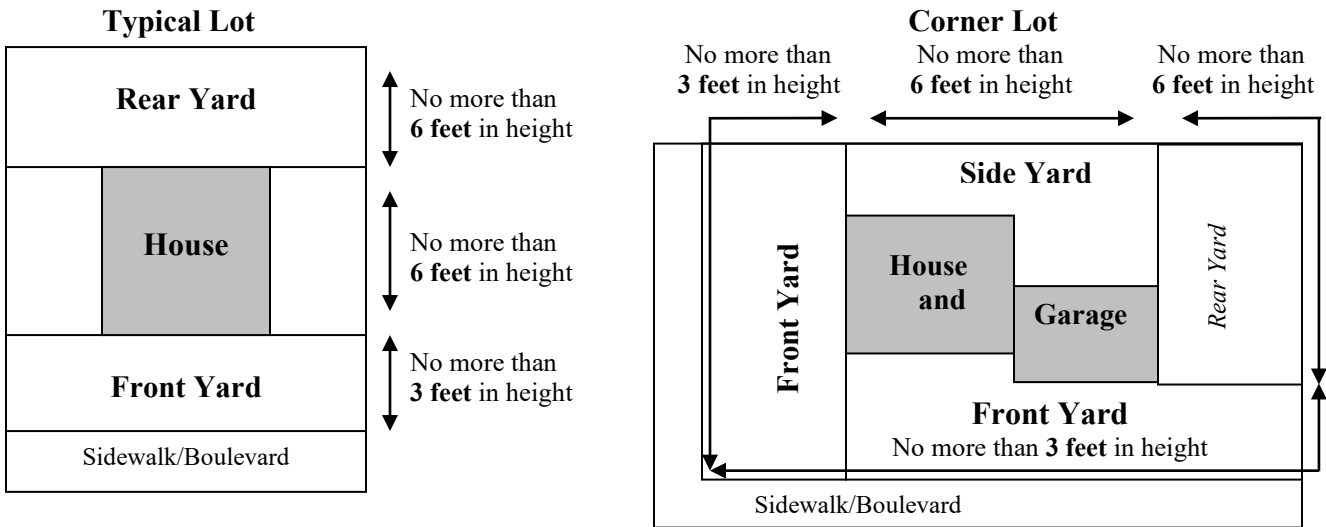 Typical Lot
Rear Yard
No more than
6 feet in height
House
No more than
6 feet in height
Front Yard
No more than
3 feet in height
Sidewalk/Boulevard
Corner Lot
No more than
3 feet in height
No more than
6 feet in height
No more than
6 feet in height
Side Yard
Front Yard
House
and
Garage
Rear Yard
Front Yard
No more than 3 feet in height
Sidewalk/Boulevard